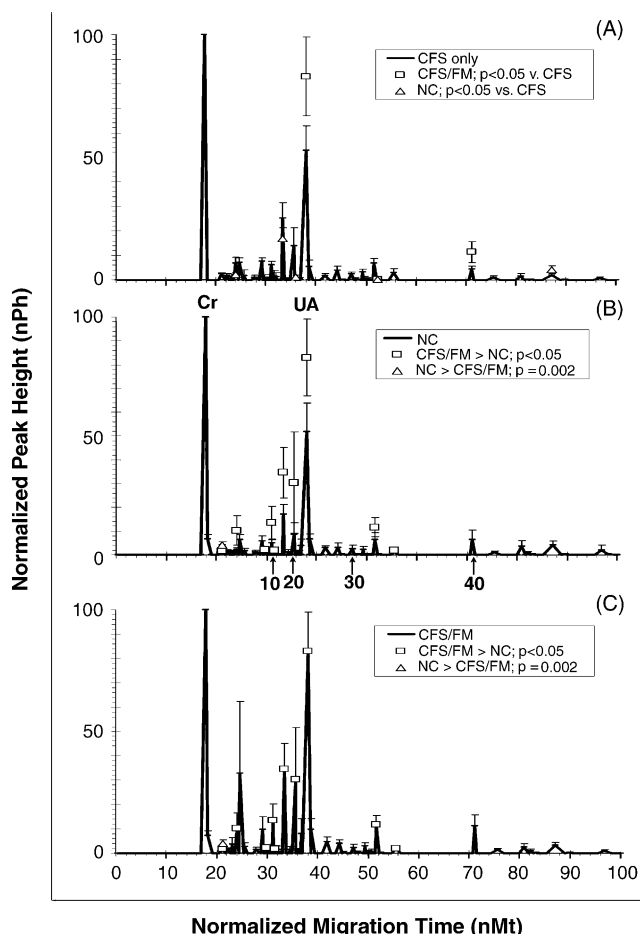 (A)
CFS only
CFS/FM; p<0.05 v. CFS
NC; p<0.05 vs. CFS
100
50
0
Cr
UA
(B)
NC
CFS/FM > NC; p<0.05
NC > CFS/FM; p = 0.002
100
50
0
10 20 30 40
(C)
CFS/FM
CFS/FM > NC; p<0.05
NC > CFS/FM; p = 0.002
100
50
0
0 10 20 30 40 50 60 70 80 90 100
Normalized Peak Height (nPh)
Normalized Migration Time (nMt)